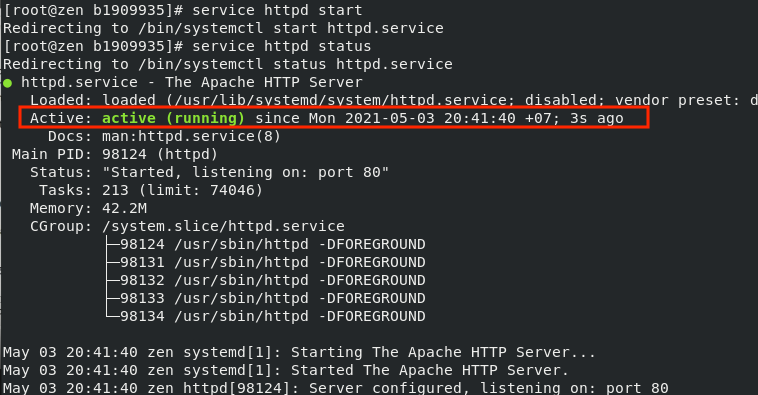 [root@zen b1909935]# service httpd start
Redirecting to /bin/systemctl start httpd.service
[root@zen b1909935]# service httpd status
Redirecting to /bin/systemctl status httpd.service
● httpd.service - The Apache HTTP Server
Loaded: loaded (/usr/lib/systemd/system/httpd.service; disabled; vendor preset: d
Active: active (running) since Mon 2021-05-03 20:41:40 +07; 3s ago
Docs: man:httpd.service(8)
Main PID: 98124 (httpd)
Status: "Started, listening on: port 80"
Tasks: 213 (limit: 74046)
Memory: 42.2M
CGroup: /system.slice/httpd.service
├─98124 /usr/sbin/httpd -DFOREGROUND
├─98131 /usr/sbin/httpd -DFOREGROUND
├─98132 /usr/sbin/httpd -DFOREGROUND
├─98133 /usr/sbin/httpd -DFOREGROUND
└─98134 /usr/sbin/httpd -DFOREGROUND
May 03 20:41:40 zen systemd[1]: Starting The Apache HTTP Server...
May 03 20:41:40 zen systemd[1]: Started The Apache HTTP Server.
May 03 20:41:40 zen httpd[98124]: Server configured, listening on: port 80